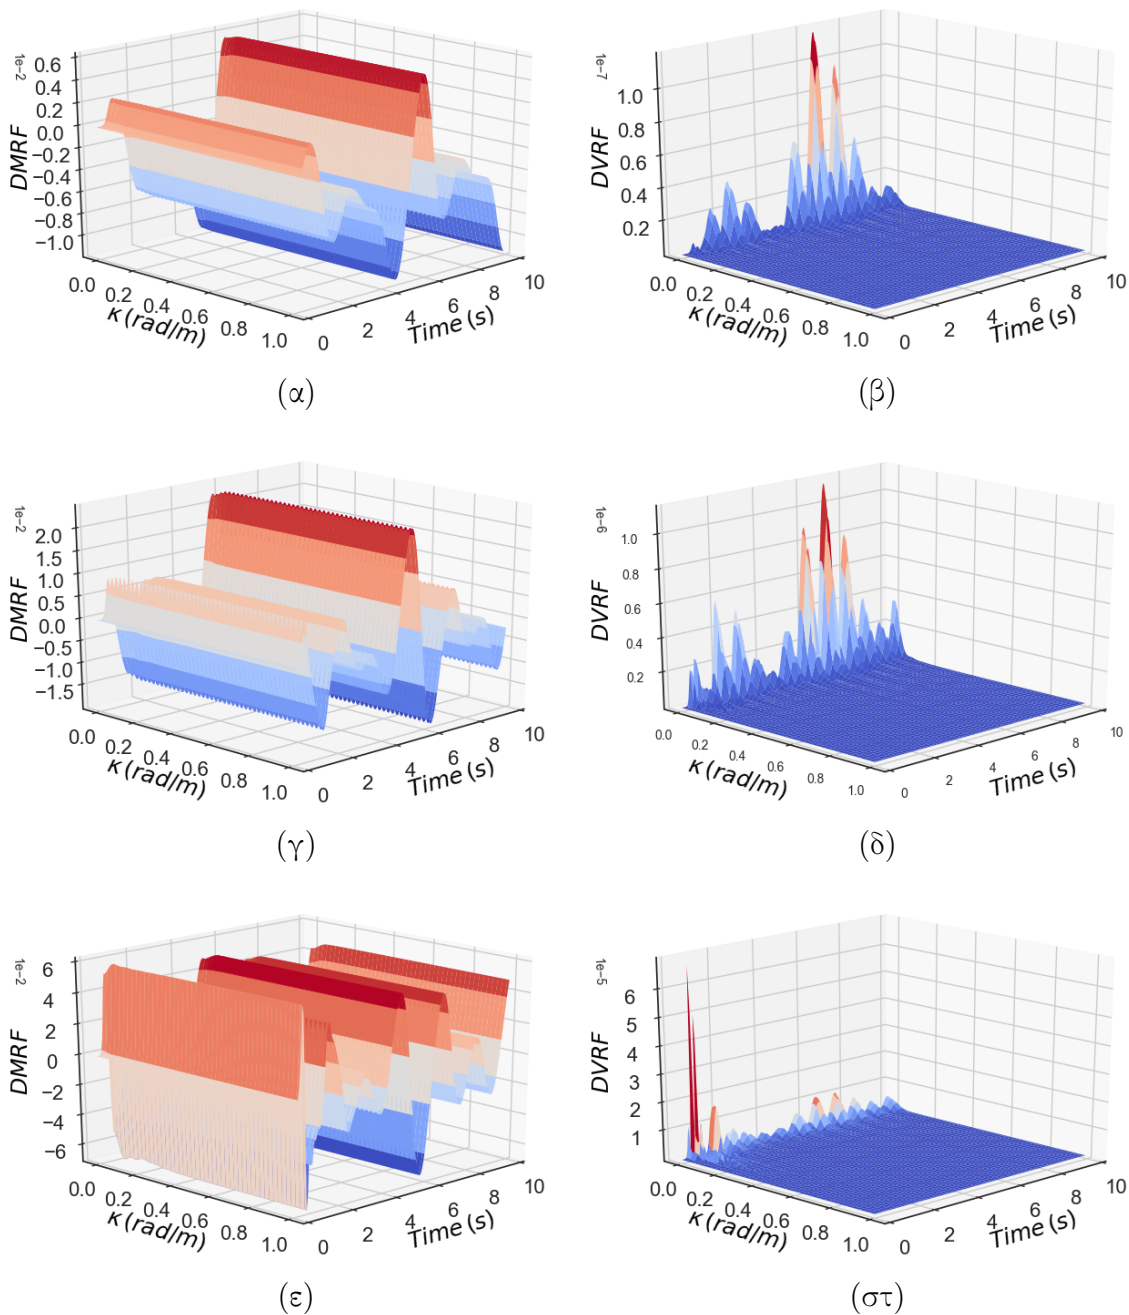 1e−2
0.6
0.4
0.2
0.0
−0.2
−0.4
−0.6
−0.8
−1.0
DMRF
0.0 0.2 0.4 0.6 0.8 1.0
κ (rad/m)
0 2 4 6 8 10
Time (s)
(α)
1e−7
1.0
0.8
0.6
0.4
0.2
DVRF
0.0 0.2 0.4 0.6 0.8 1.0
κ (rad/m)
0 2 4 6 8 10
Time (s)
(β)
1e−2
2.0
1.5
1.0
0.5
0.0
−0.5
−1.0
−1.5
DMRF
0.0 0.2 0.4 0.6 0.8 1.0
κ (rad/m)
0 2 4 6 8 10
Time (s)
(γ)
1e−6
1.0
0.8
0.6
0.4
0.2
DVRF
0.0 0.2 0.4 0.6 0.8 1.0
κ (rad/m)
0 2 4 6 8 10
Time (s)
(δ)
1e−2
6
4
2
0
−2
−4
−6
DMRF
0.0 0.2 0.4 0.6 0.8 1.0
κ (rad/m)
0 2 4 6 8 10
Time (s)
(ε)
1e−5
6
5
4
3
2
1
DVRF
0.0 0.2 0.4 0.6 0.8 1.0
κ (rad/m)
0 2 4 6 8 10
Time (s)
(στ)